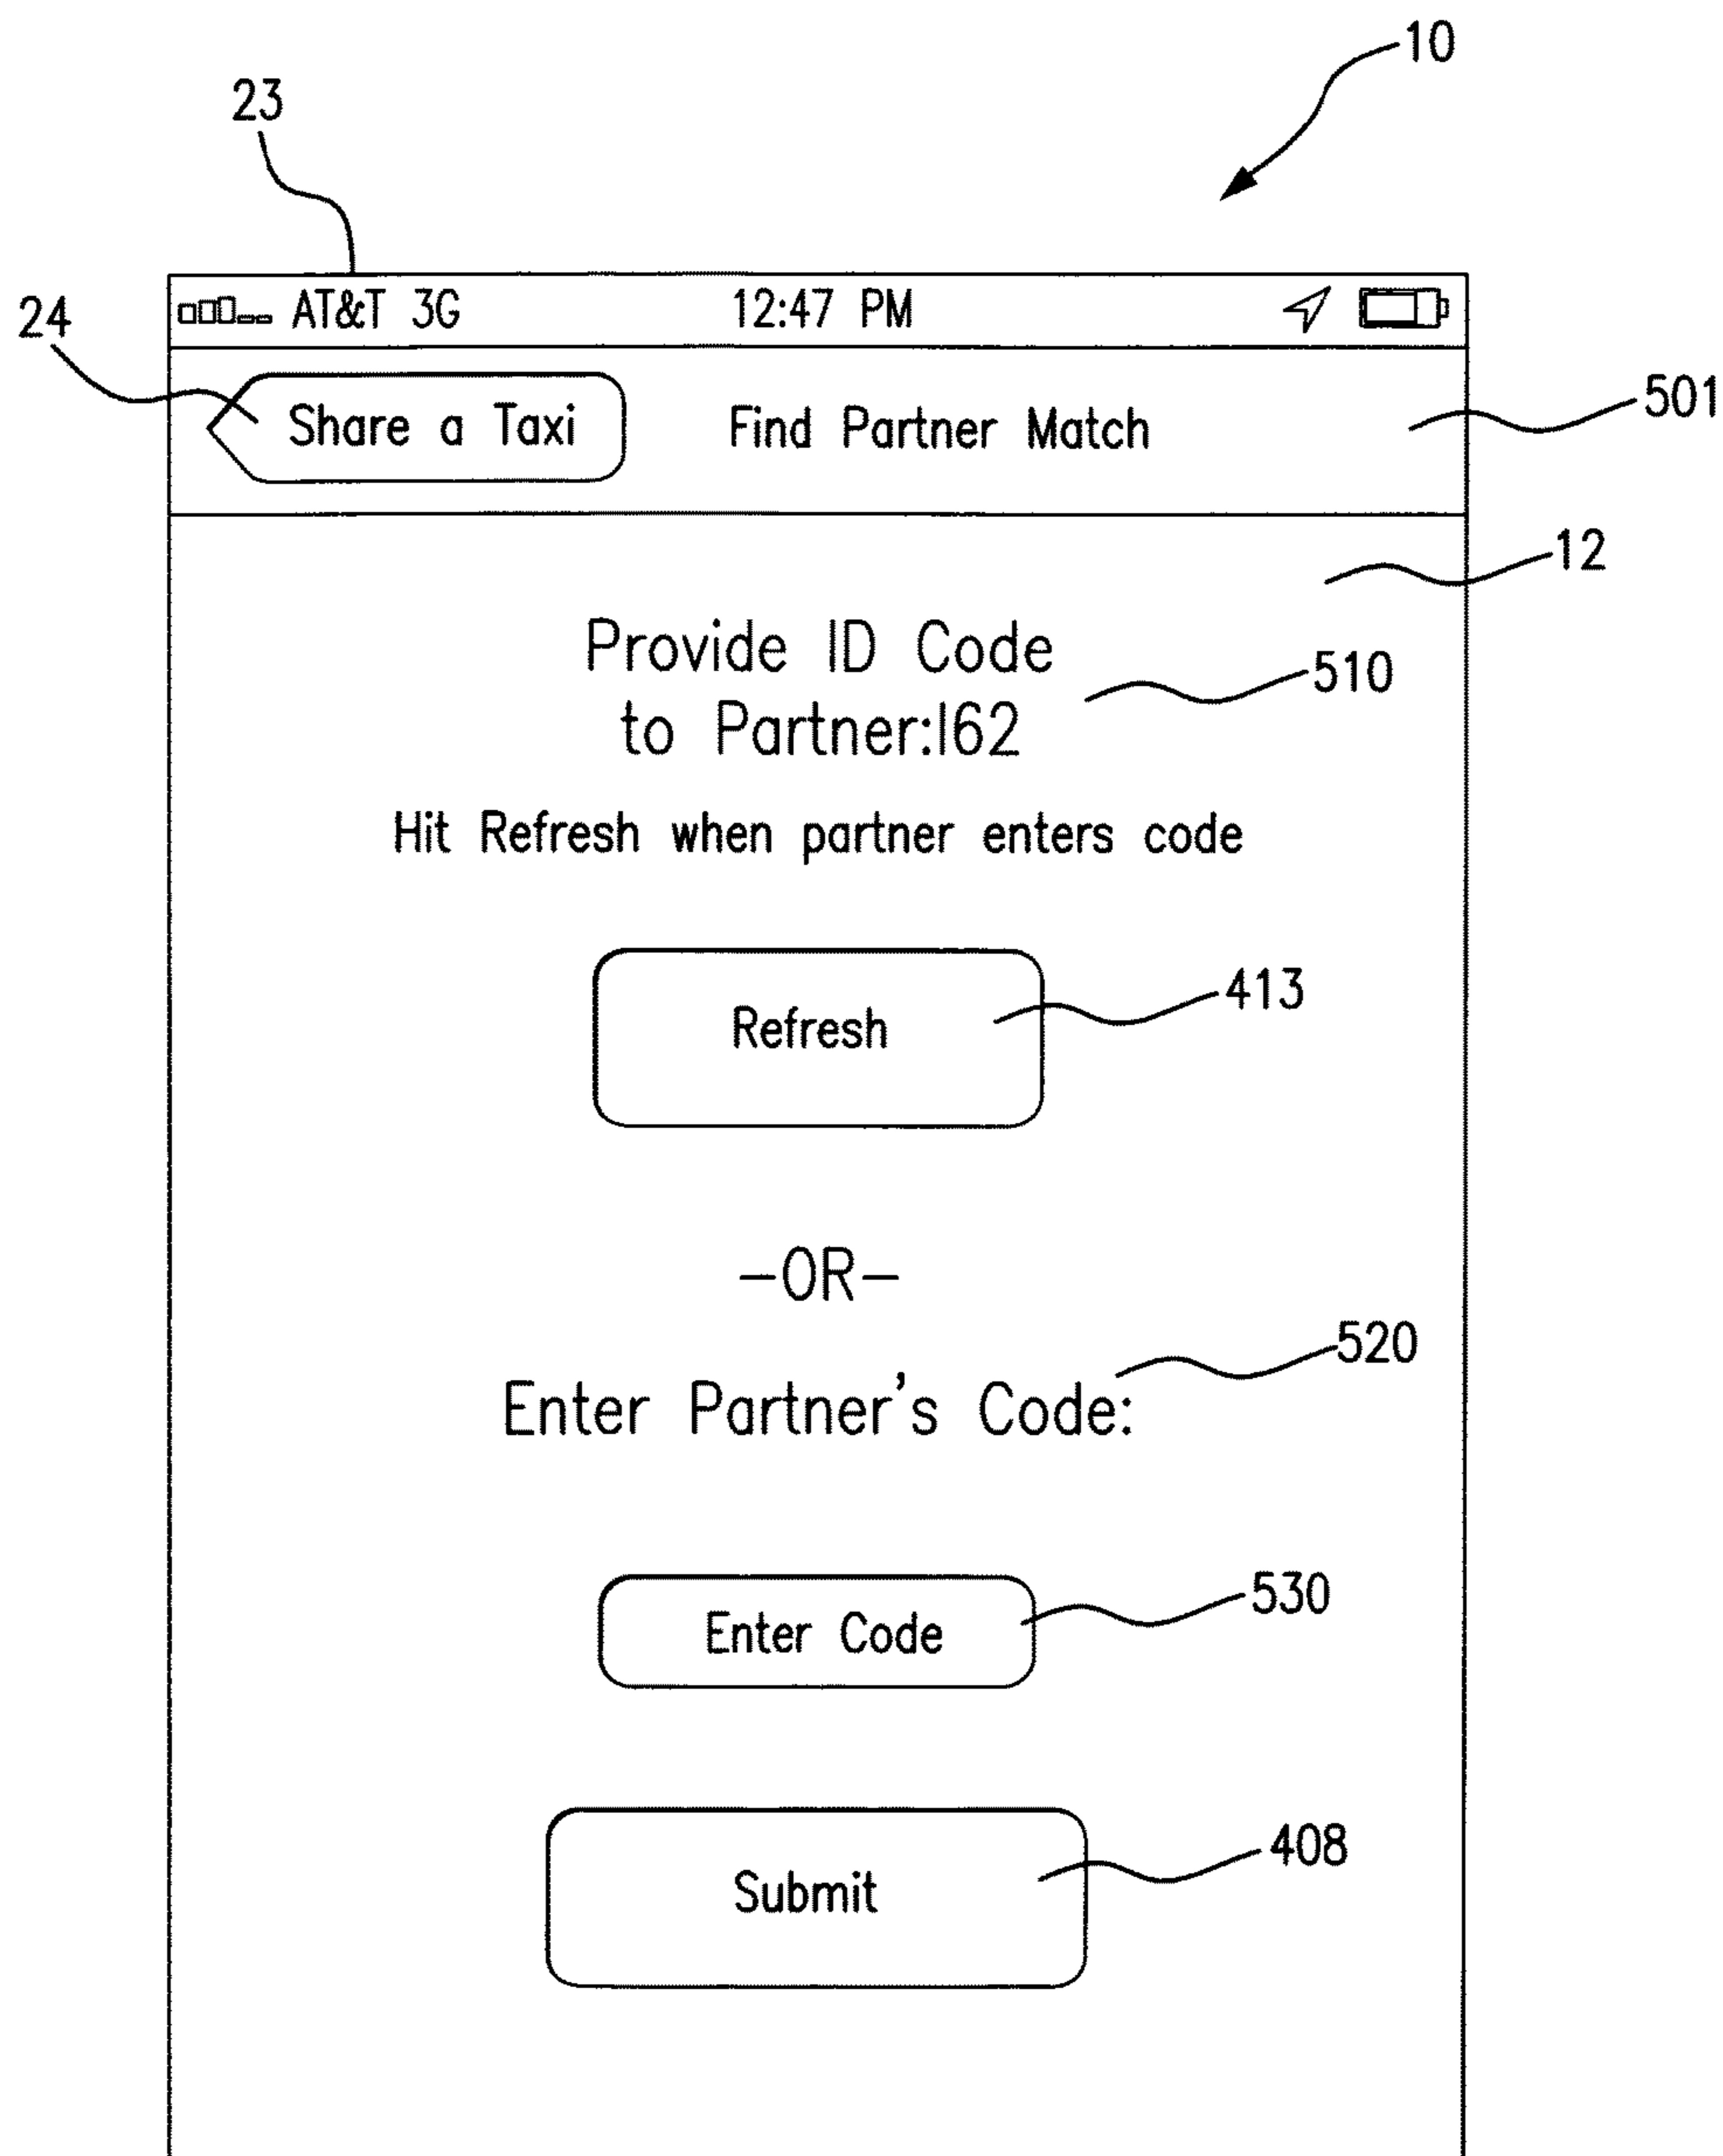 10
23
AT&T 3G 12:47 PM
24
Share a Taxi Find Partner Match
501
12
Provide ID Code
to Partner:162
510
Hit Refresh when partner enters code
Refresh
413
-OR-
520
Enter Partner's Code:
Enter Code
530
Submit
408